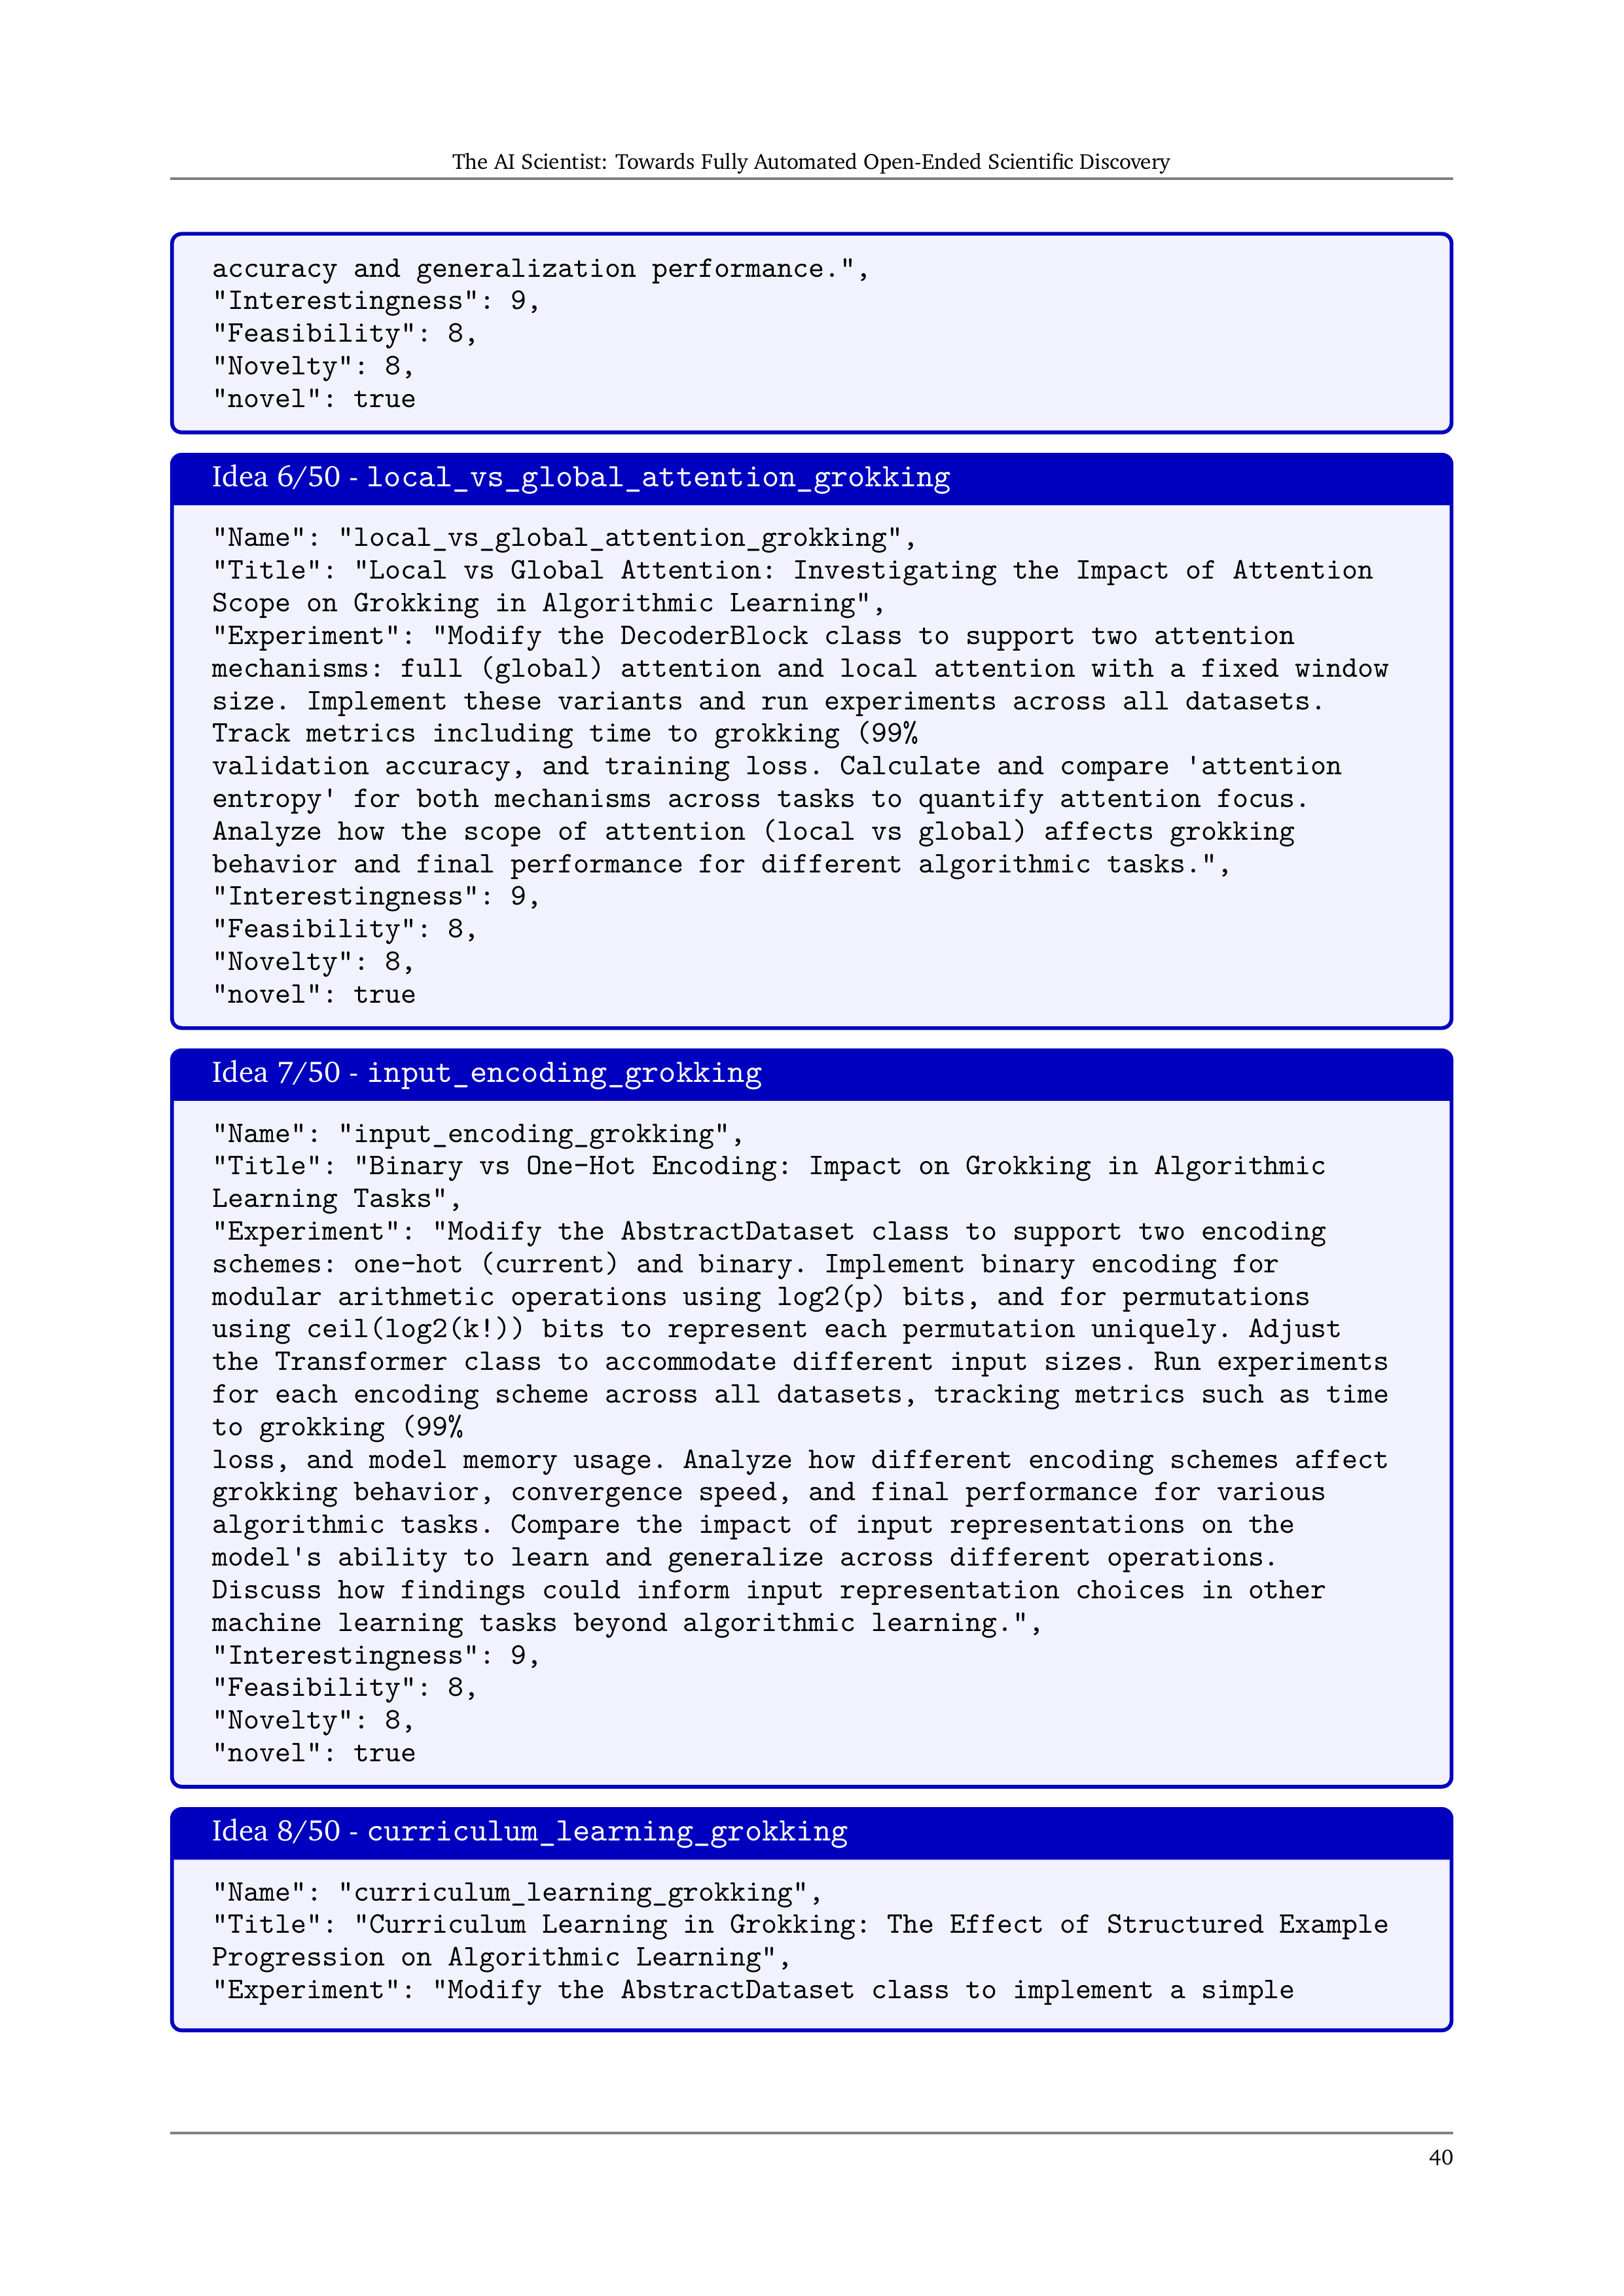 The AI Scientist: Towards Fully Automated Open-Ended Scientific Discovery
accuracy and generalization performance.",
"Interestingness": 9,
"Feasibility": 8,
"Novelty": 8,
"novel": true
Idea 6/50 - local_vs_global_attention_grokking
"Name": "local_vs_global_attention_grokking",
"Title": "Local vs Global Attention: Investigating the Impact of Attention
Scope on Grokking in Algorithmic Learning",
"Experiment": "Modify the DecoderBlock class to support two attention
mechanisms: full (global) attention and local attention with a fixed window
size. Implement these variants and run experiments across all datasets.
Track metrics including time to grokking (99%
validation accuracy, and training loss. Calculate and compare 'attention
entropy' for both mechanisms across tasks to quantify attention focus.
Analyze how the scope of attention (local vs global) affects grokking
behavior and final performance for different algorithmic tasks.",
"Interestingness": 9,
"Feasibility": 8,
"Novelty": 8,
"novel": true
Idea 7/50 - input_encoding_grokking
"Name": "input_encoding_grokking",
"Title": "Binary vs One-Hot Encoding: Impact on Grokking in Algorithmic
Learning Tasks",
"Experiment": "Modify the AbstractDataset class to support two encoding
schemes: one-hot (current) and binary. Implement binary encoding for
modular arithmetic operations using log2(p) bits, and for permutations
using ceil(log2(k!)) bits to represent each permutation uniquely. Adjust
the Transformer class to accommodate different input sizes. Run experiments
for each encoding scheme across all datasets, tracking metrics such as time
to grokking (99%
loss, and model memory usage. Analyze how different encoding schemes affect
grokking behavior, convergence speed, and final performance for various
algorithmic tasks. Compare the impact of input representations on the
model's ability to learn and generalize across different operations.
Discuss how findings could inform input representation choices in other
machine learning tasks beyond algorithmic learning.",
"Interestingness": 9,
"Feasibility": 8,
"Novelty": 8,
"novel": true
Idea 8/50 - curriculum_learning_grokking
"Name": "curriculum_learning_grokking",
"Title": "Curriculum Learning in Grokking: The Effect of Structured Example
Progression on Algorithmic Learning",
"Experiment": "Modify the AbstractDataset class to implement a simple
40